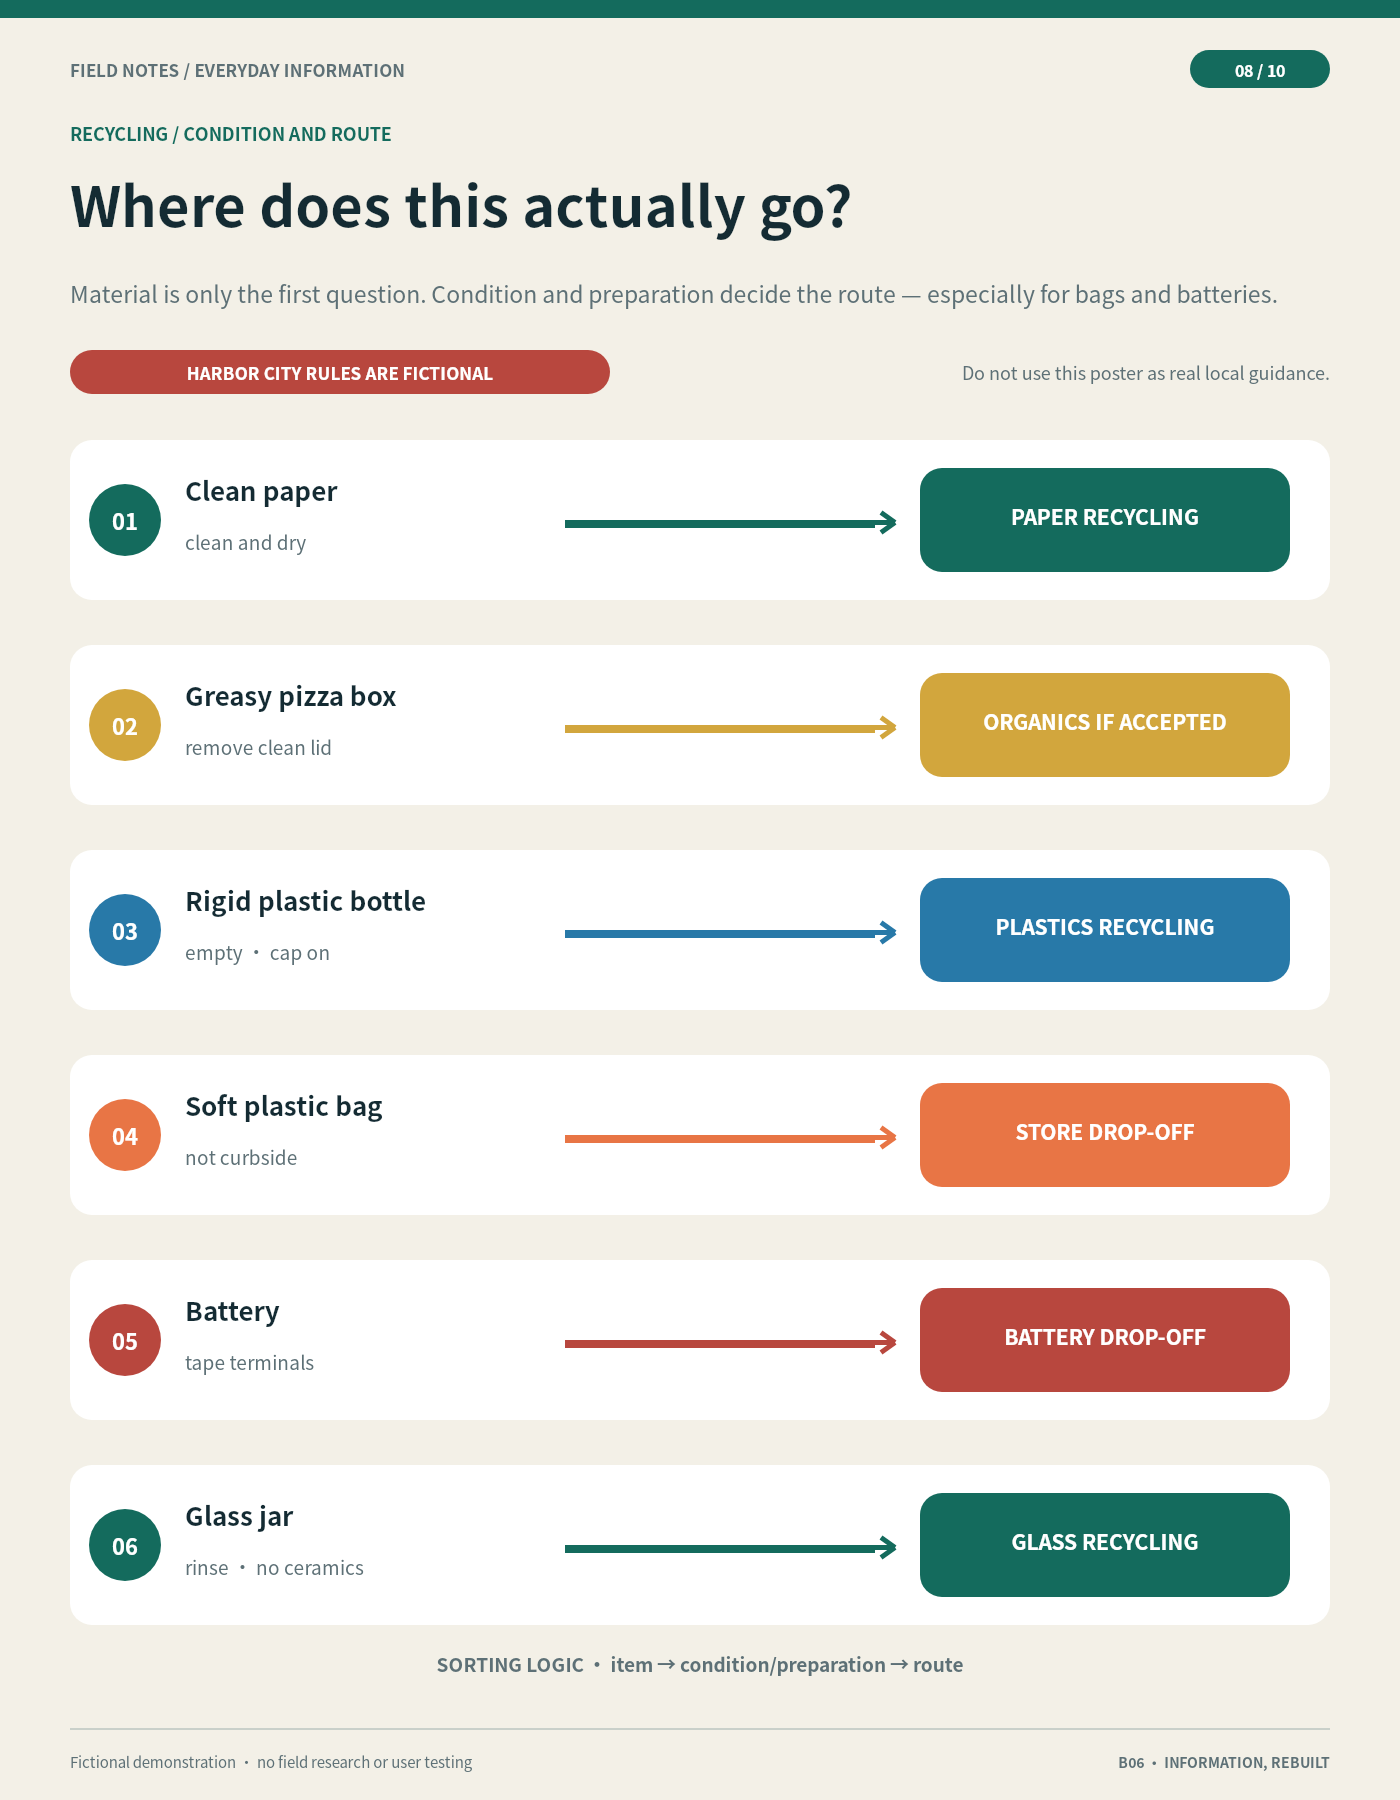 FIELD NOTES / EVERYDAY INFORMATION
08 / 10
RECYCLING / CONDITION AND ROUTE
Where does this actually go?
Material is only the first question. Condition and preparation decide the route — especially for bags and batteries.
HARBOR CITY RULES ARE FICTIONAL
Do not use this poster as real local guidance.
01
Clean paper
clean and dry
PAPER RECYCLING
02
Greasy pizza box
remove clean lid
ORGANICS IF ACCEPTED
03
Rigid plastic bottle
empty・cap on
PLASTICS RECYCLING
04
Soft plastic bag
not curbside
STORE DROP-OFF
05
Battery
tape terminals
BATTERY DROP-OFF
06
Glass jar
rinse・no ceramics
GLASS RECYCLING
SORTING LOGIC・item → condition/preparation → route
Fictional demonstration・no field research or user testing
B06・INFORMATION, REBUILT